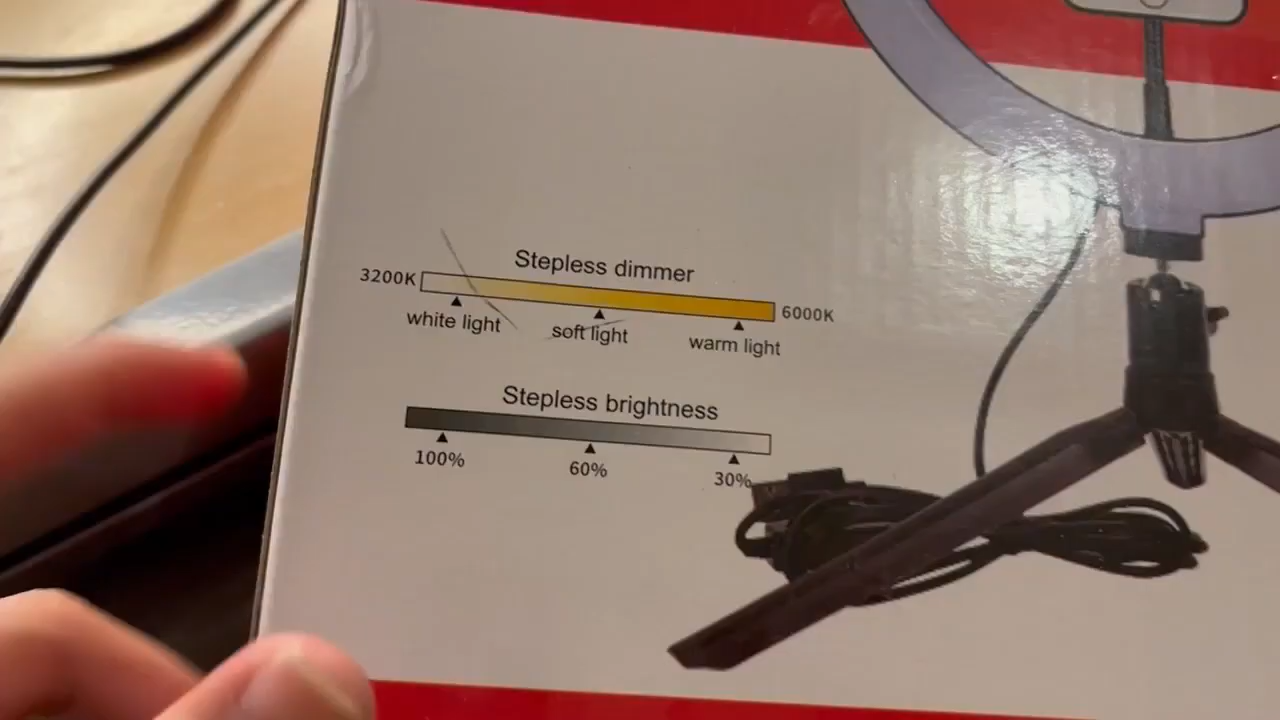 Stepless dimmer
3200K
6000K
white light
soft light
warm light
Stepless brightness
100%
60%
30%